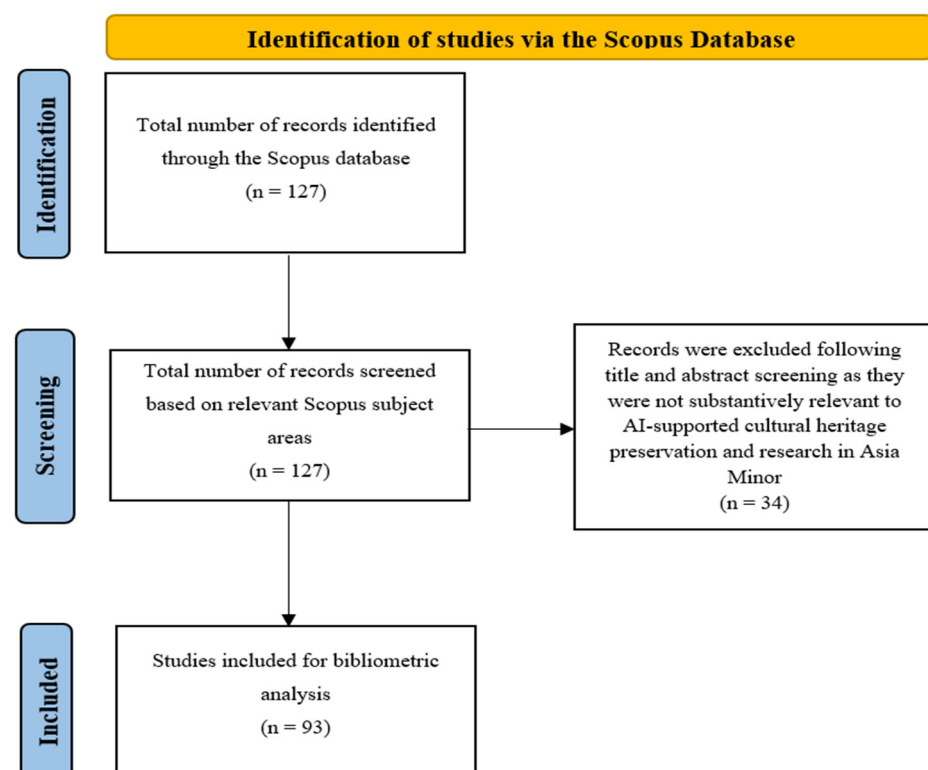 Identification of studies via the Scopus Database
Identification
Total number of records identified
through the Scopus database
(n = 127)
Screening
Total number of records screened
based on relevant Scopus subject
areas
(n = 127)
Records were excluded following
title and abstract screening as they
were not substantively relevant to
AI-supported cultural heritage
preservation and research in Asia
Minor
(n = 34)
Included
Studies included for bibliometric
analysis
(n = 93)